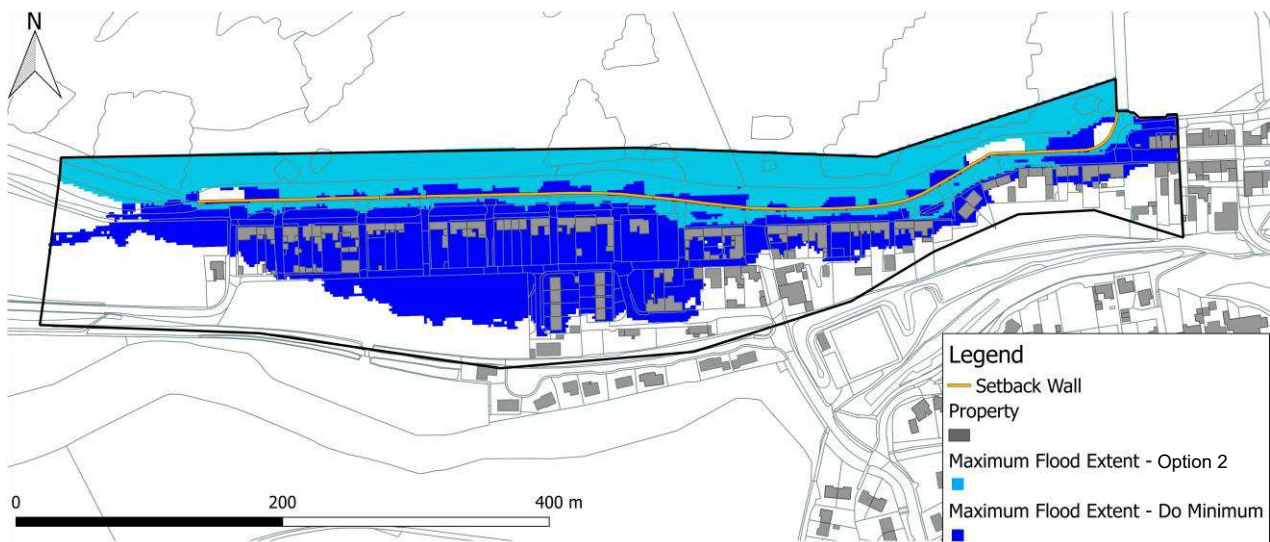 N
Legend
Setback Wall
Property
Maximum Flood Extent - Option 2
Maximum Flood Extent - Do Minimum
0 200 400 m